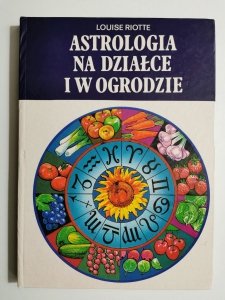 LOUISE RIOTTE
ASTROLOGIA
NA DZIAŁCE
I W OGRODZIE